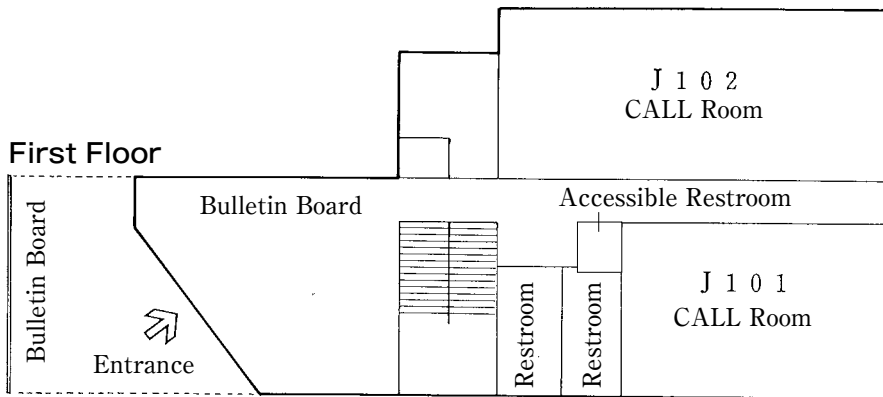 J102
CALL Room
First Floor
Bulletin Board
Accessible Restroom
Bulletin Board
J101
CALL Room
Restroom
Restroom
Entrance